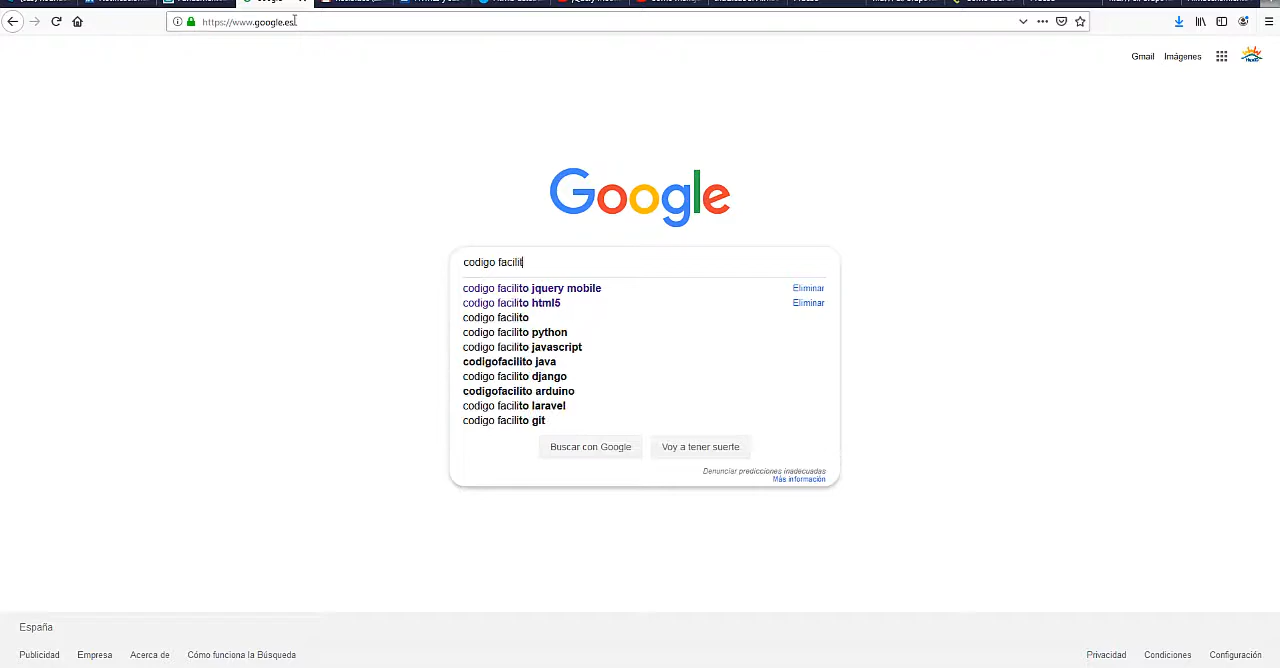 https://www.google.es
Gmail Imágenes
Google
codigo facilit
codigo facilito jquery mobile Eliminar
codigo facilito html5 Eliminar
codigo facilito
codigo facilito python
codigo facilito javascript
codigofacilito java
codigo facilito django
codigofacilito arduino
codigo facilito laravel
codigo facilito git
Buscar con Google Voy a tener suerte
Denunciar predicciones inadecuadas
Más información
España
Publicidad Empresa Acerca de Cómo funciona la Búsqueda Privacidad Condiciones Configuración